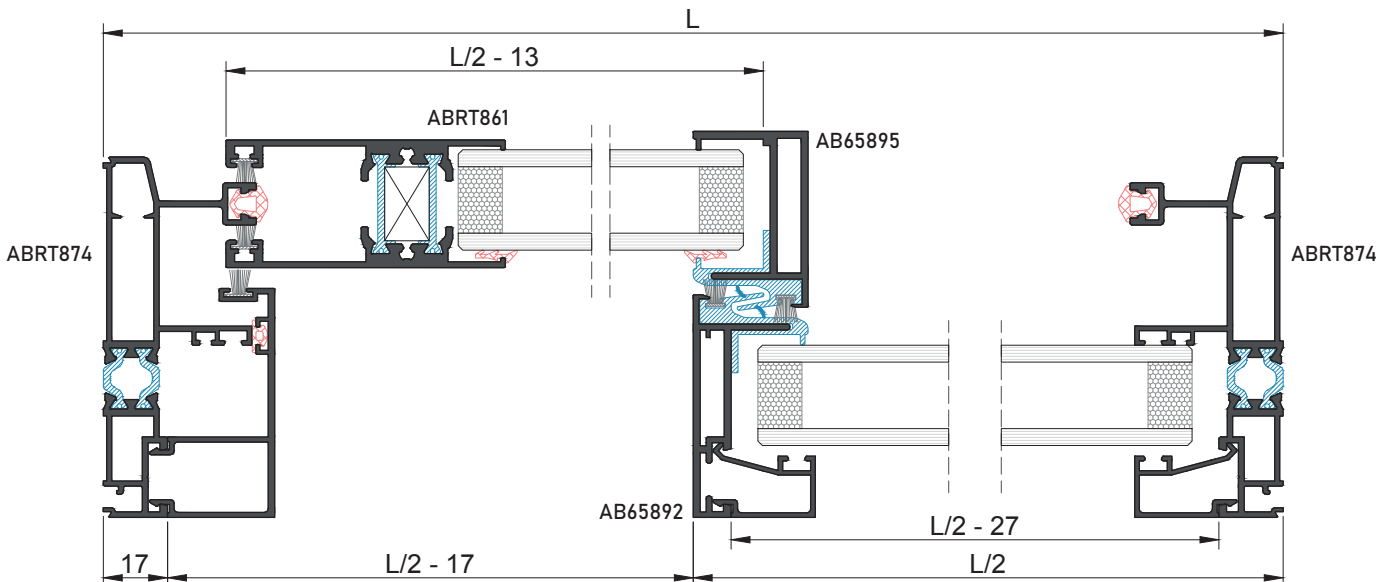 L
L/2 - 13
ABRT861
AB65895
ABRT874
ABRT874
AB65892
L/2 - 27
17
L/2 - 17
L/2